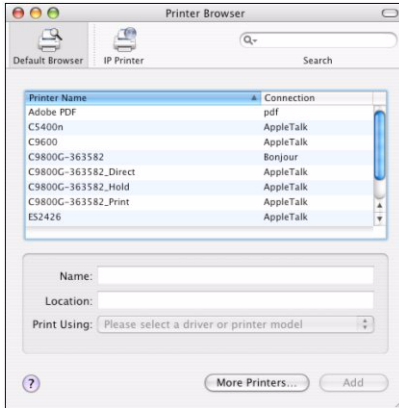 Printer Browser
Default Browser
IP Printer
Search
Printer Name Connection
Adobe PDF pdf
C5400n AppleTalk
C9600 AppleTalk
C9800G-363582 Bonjour
C9800G-363582_Direct AppleTalk
C9800G-363582_Hold AppleTalk
C9800G-363582_Print AppleTalk
ES2426 AppleTalk
Name:
Location:
Print Using: Please select a driver or printer model
? More Printers... Add